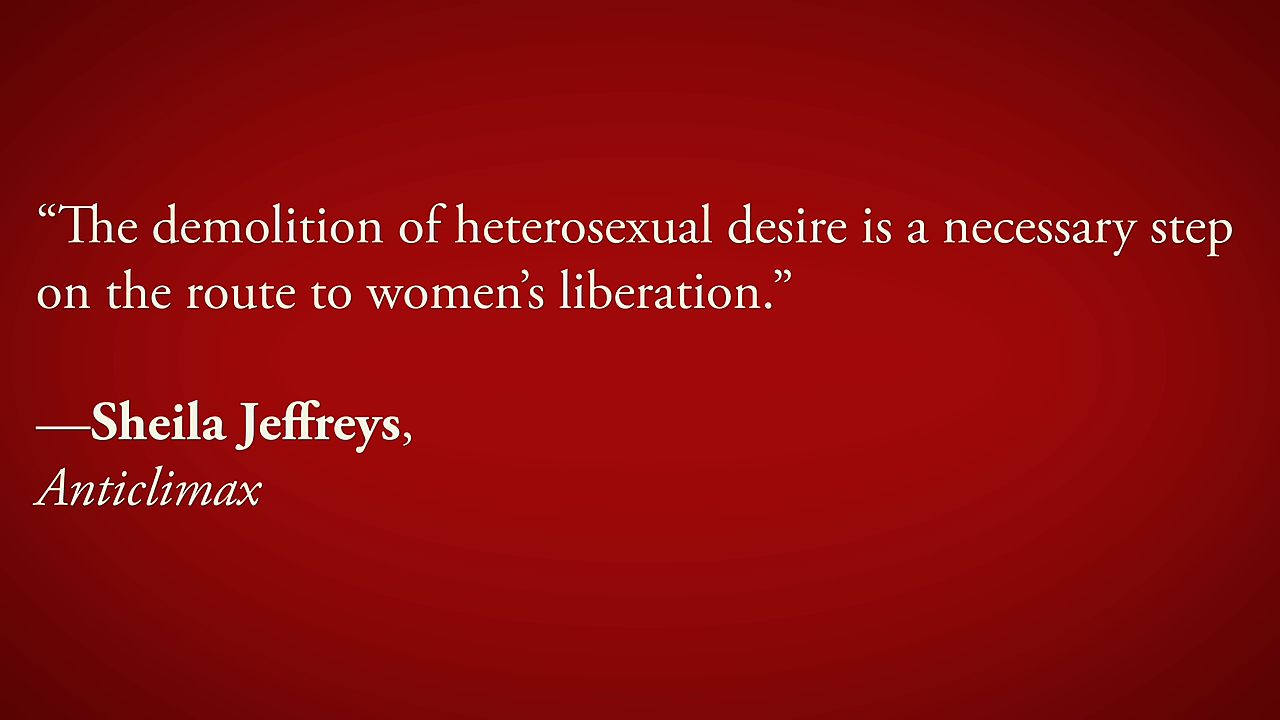 “The demolition of heterosexual desire is a necessary step
on the route to women’s liberation.”
—Sheila Jeffreys,
Anticlimax